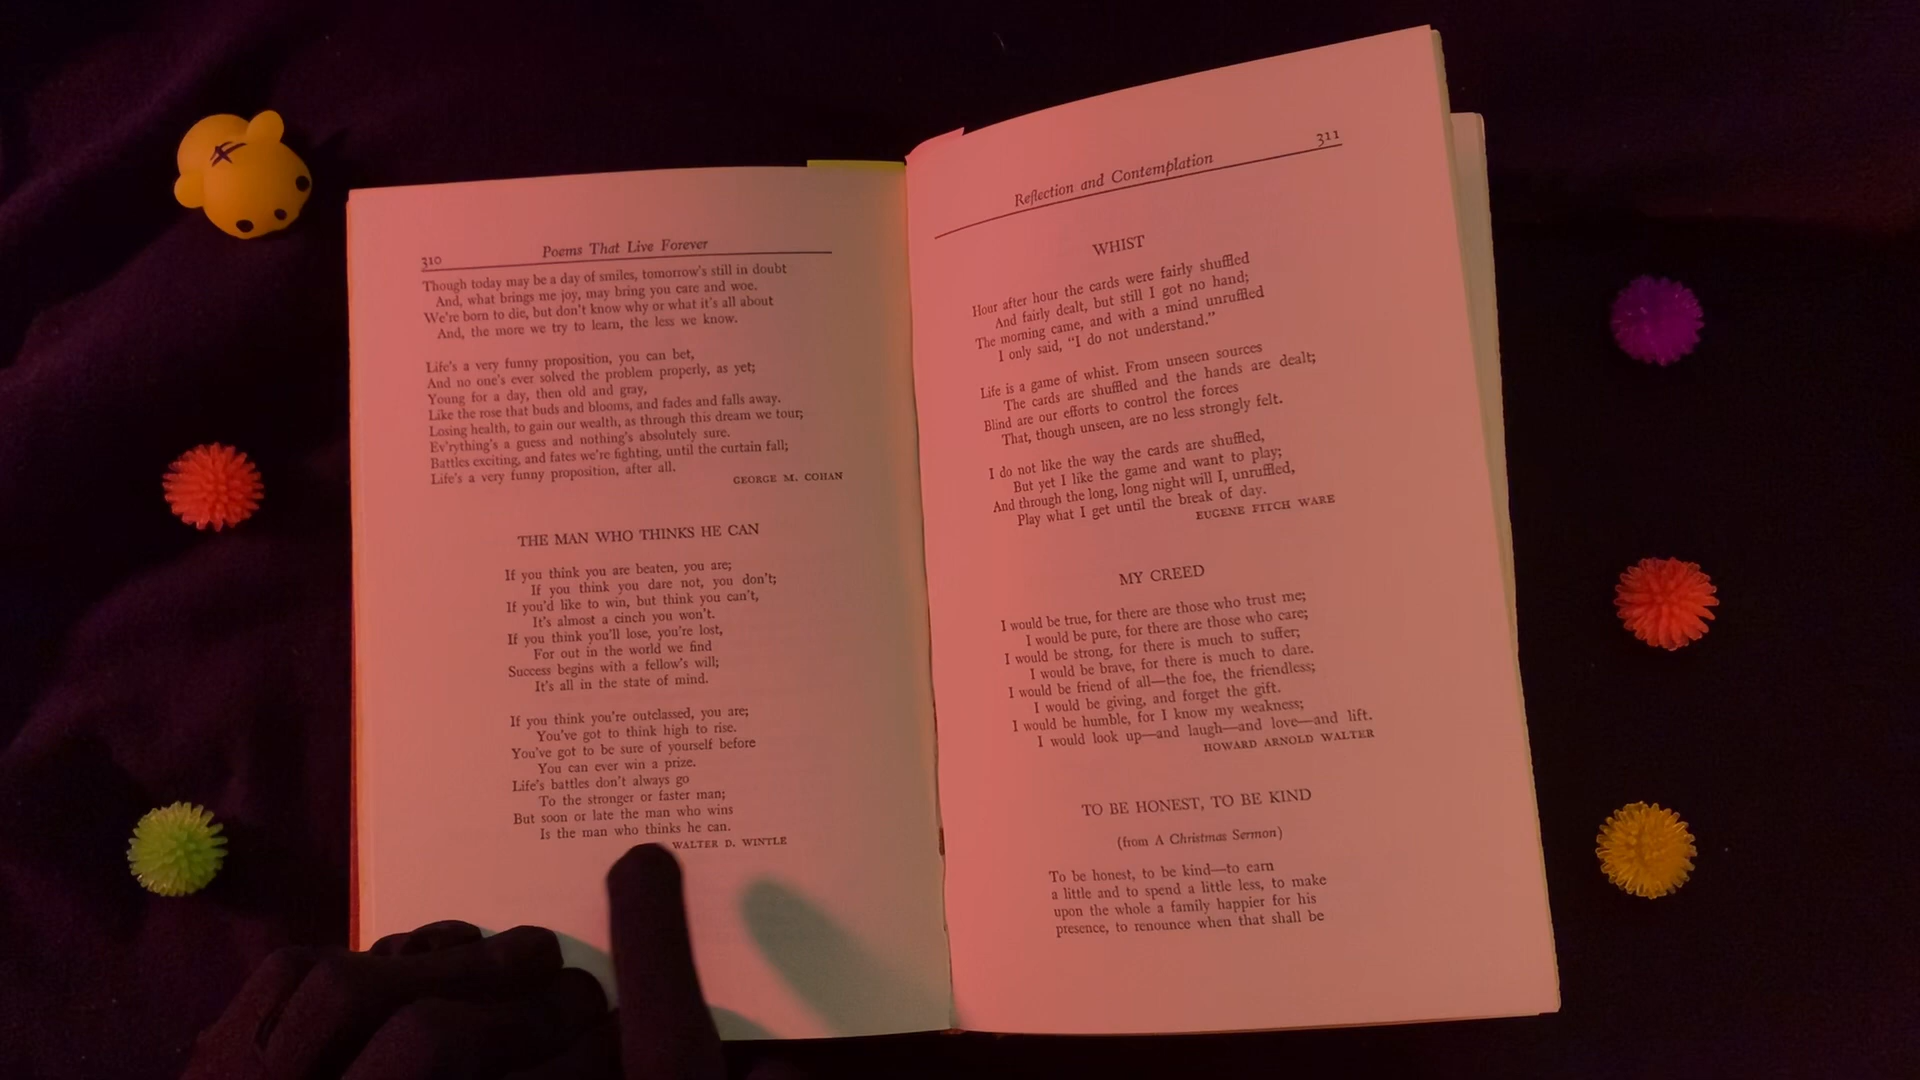 310
Poems That Live Forever
Though today may be a day of smiles, tomorrow's still in doubt
And, what brings me joy, may bring you care and woe.
We're born to die, but don't know why or what it's all about
And, the more we try to learn, the less we know.
Life's a very funny proposition, you can bet,
And no one's ever solved the problem properly, as yet;
Young for a day, then old and gray,
Like the rose that buds and blooms, and fades and falls away.
Losing health, to gain our wealth, as through this dream we tour;
Ev'rything's a guess and nothing's absolutely sure.
Battles exciting, and fates we're fighting, until the curtain fall;
Life's a very funny proposition, after all.
GEORGE M. COHAN
THE MAN WHO THINKS HE CAN
If you think you are beaten, you are;
If you think you dare not, you don't;
If you'd like to win, but think you can't,
It's almost a cinch you won't.
If you think you'll lose, you're lost,
For out in the world we find
Success begins with a fellow's will;
It's all in the state of mind.
If you think you're outclassed, you are;
You've got to think high to rise.
You've got to be sure of yourself before
You can ever win a prize.
Life's battles don't always go
To the stronger or faster man;
But soon or late the man who wins
Is the man who thinks he can.
WALTER D. WINTLE
Reflection and Contemplation
311
WHIST
Hour after hour the cards were fairly shuffled
And fairly dealt, but still I got no hand;
The morning came, and with a mind unruffled
I only said, "I do not understand."
Life is a game of whist. From unseen sources
The cards are shuffled and the hands are dealt;
Blind are our efforts to control the forces
That, though unseen, are no less strongly felt.
I do not like the way the cards are shuffled,
But yet I like the game and want to play;
And through the long, long night will I, unruffled,
Play what I get until the break of day.
EUGENE FITCH WARE
MY CREED
I would be true, for there are those who trust me;
I would be pure, for there are those who care;
I would be strong, for there is much to suffer;
I would be brave, for there is much to dare.
I would be friend of all—the foe, the friendless;
I would be giving, and forget the gift.
I would be humble, for I know my weakness;
I would look up—and laugh—and love—and lift.
HOWARD ARNOLD WALTER
TO BE HONEST, TO BE KIND
(from A Christmas Sermon)
To be honest, to be kind—to earn
a little and to spend a little less, to make
upon the whole a family happier for his
presence, to renounce when that shall be